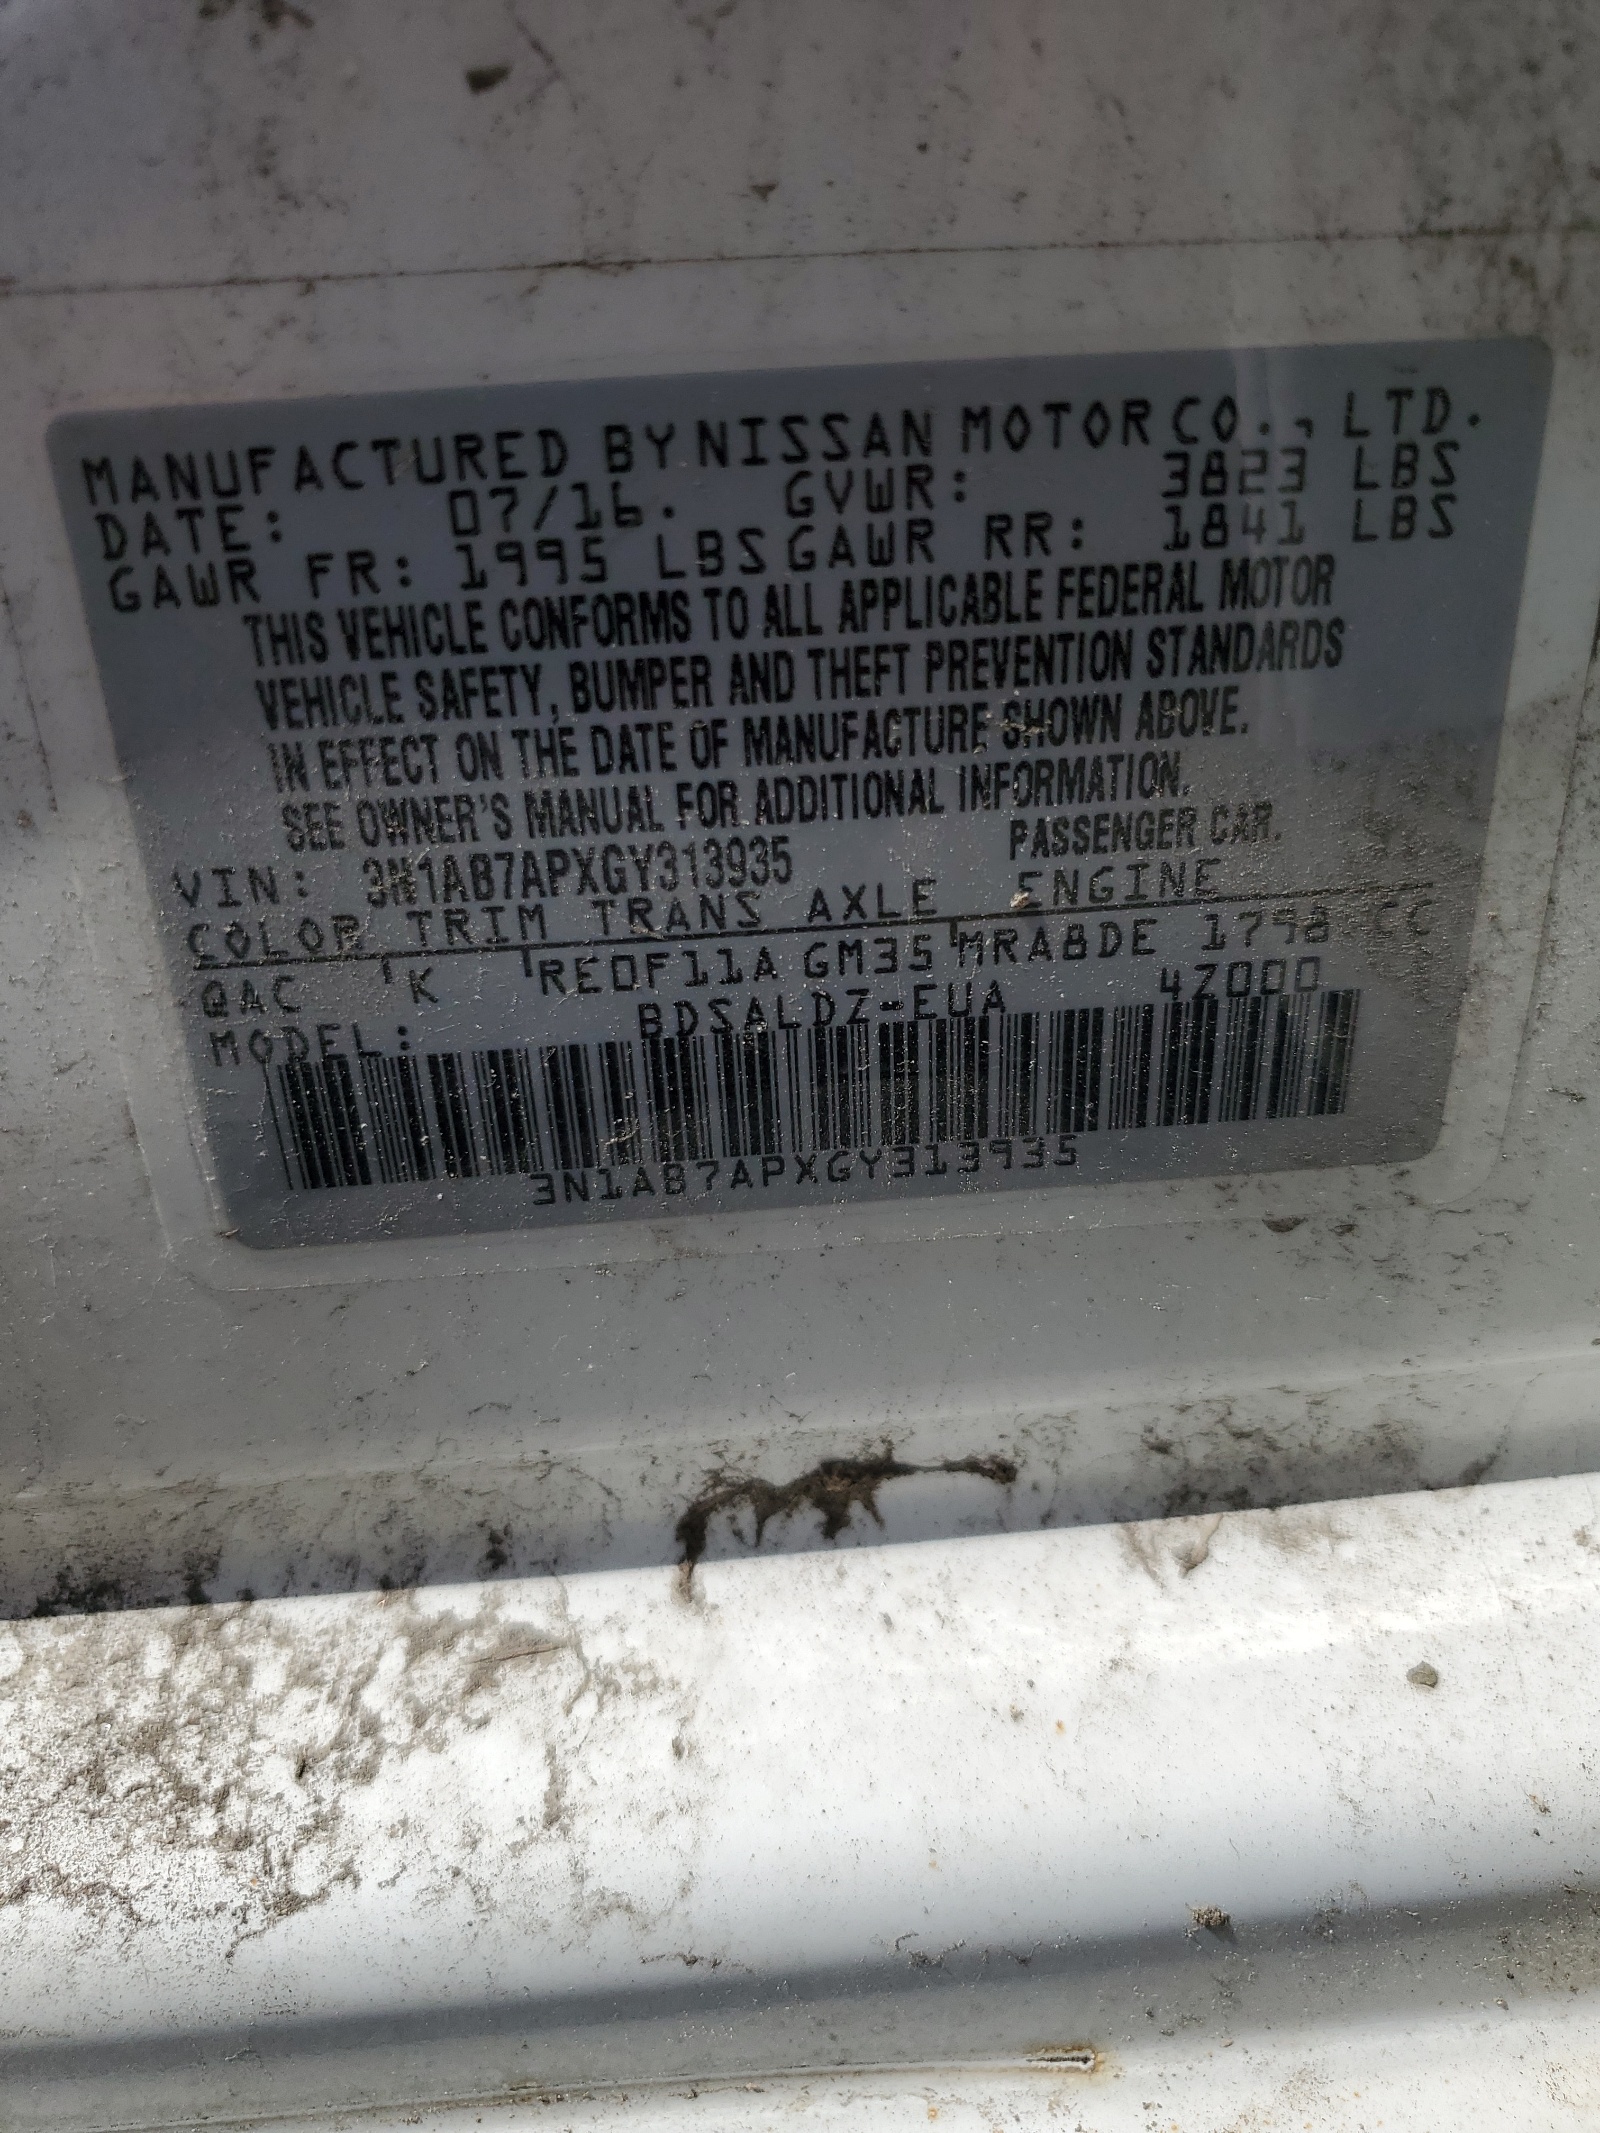 MANUFACTURED BY NISSAN MOTOR CO., LTD.
DATE: 07/16. GVWR: 3823 LBS
GAWR FR: 1995 LBS GAWR RR: 1841 LBS
THIS VEHICLE CONFORMS TO ALL APPLICABLE FEDERAL MOTOR
VEHICLE SAFETY, BUMPER AND THEFT PREVENTION STANDARDS
IN EFFECT ON THE DATE OF MANUFACTURE SHOWN ABOVE.
SEE OWNER'S MANUAL FOR ADDITIONAL INFORMATION.
VIN: 3N1AB7APXGY313935 PASSENGER CAR.
COLOR TRIM TRANS AXLE ENGINE
QAC K RE0F11A GM35 MRA8DE 1798 CC
MODEL: BDSALDZ-EUA 4Z000
3N1AB7APXGY313935